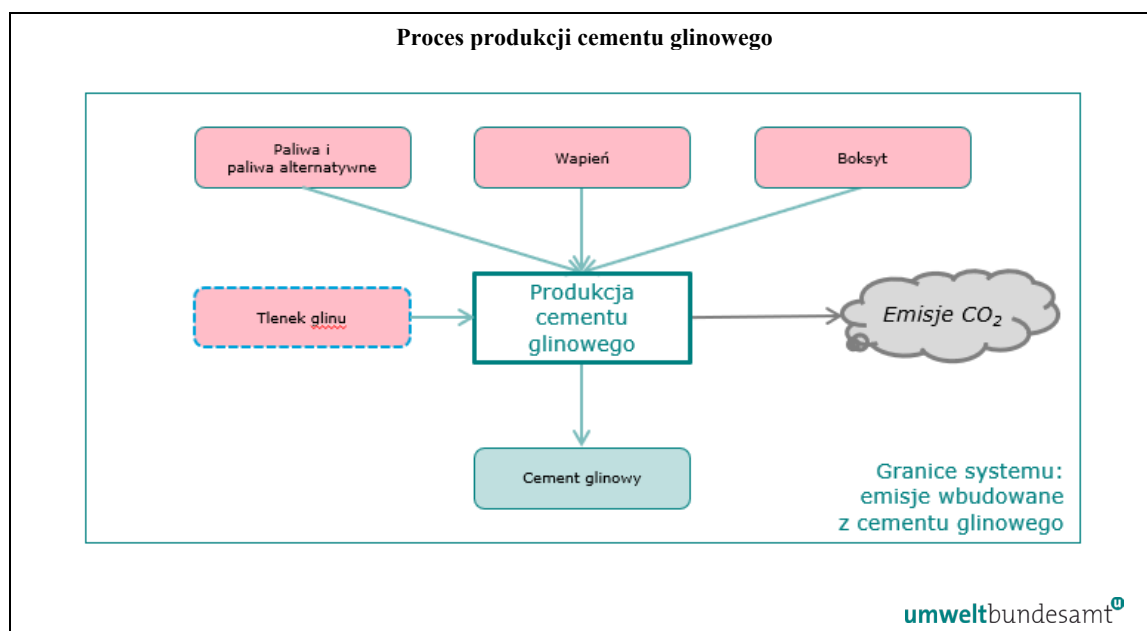 Proces produkcji cementu glinowego
Paliwa i
paliwa alternatywne
Wapień
Boksyt
Tlenek glinu
Produkcja
cementu
glinowego
Emisje CO₂
Cement glinowy
Granice systemu:
emisje wbudowane
z cementu glinowego
umweltbundesamt ᵘ